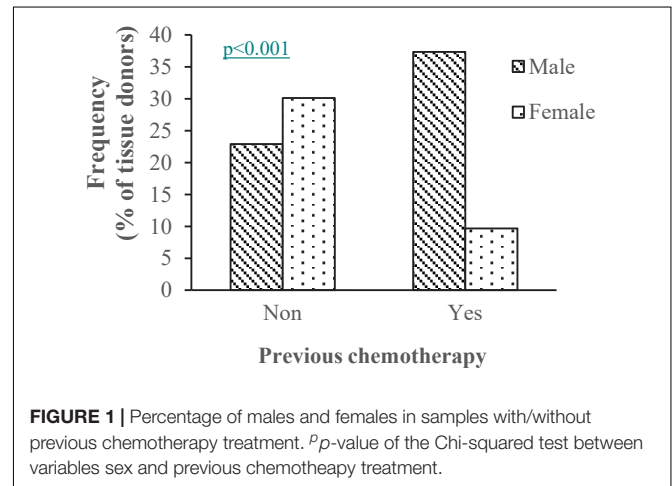 Frequency
(% of tissue donors)
40
35
30
25
20
15
10
5
0
p<0.001
Male
Female
Non
Yes
Previous chemotherapy
FIGURE 1 | Percentage of males and females in samples with/without
previous chemotherapy treatment. ᵖp-value of the Chi-squared test between
variables sex and previous chemotheapy treatment.